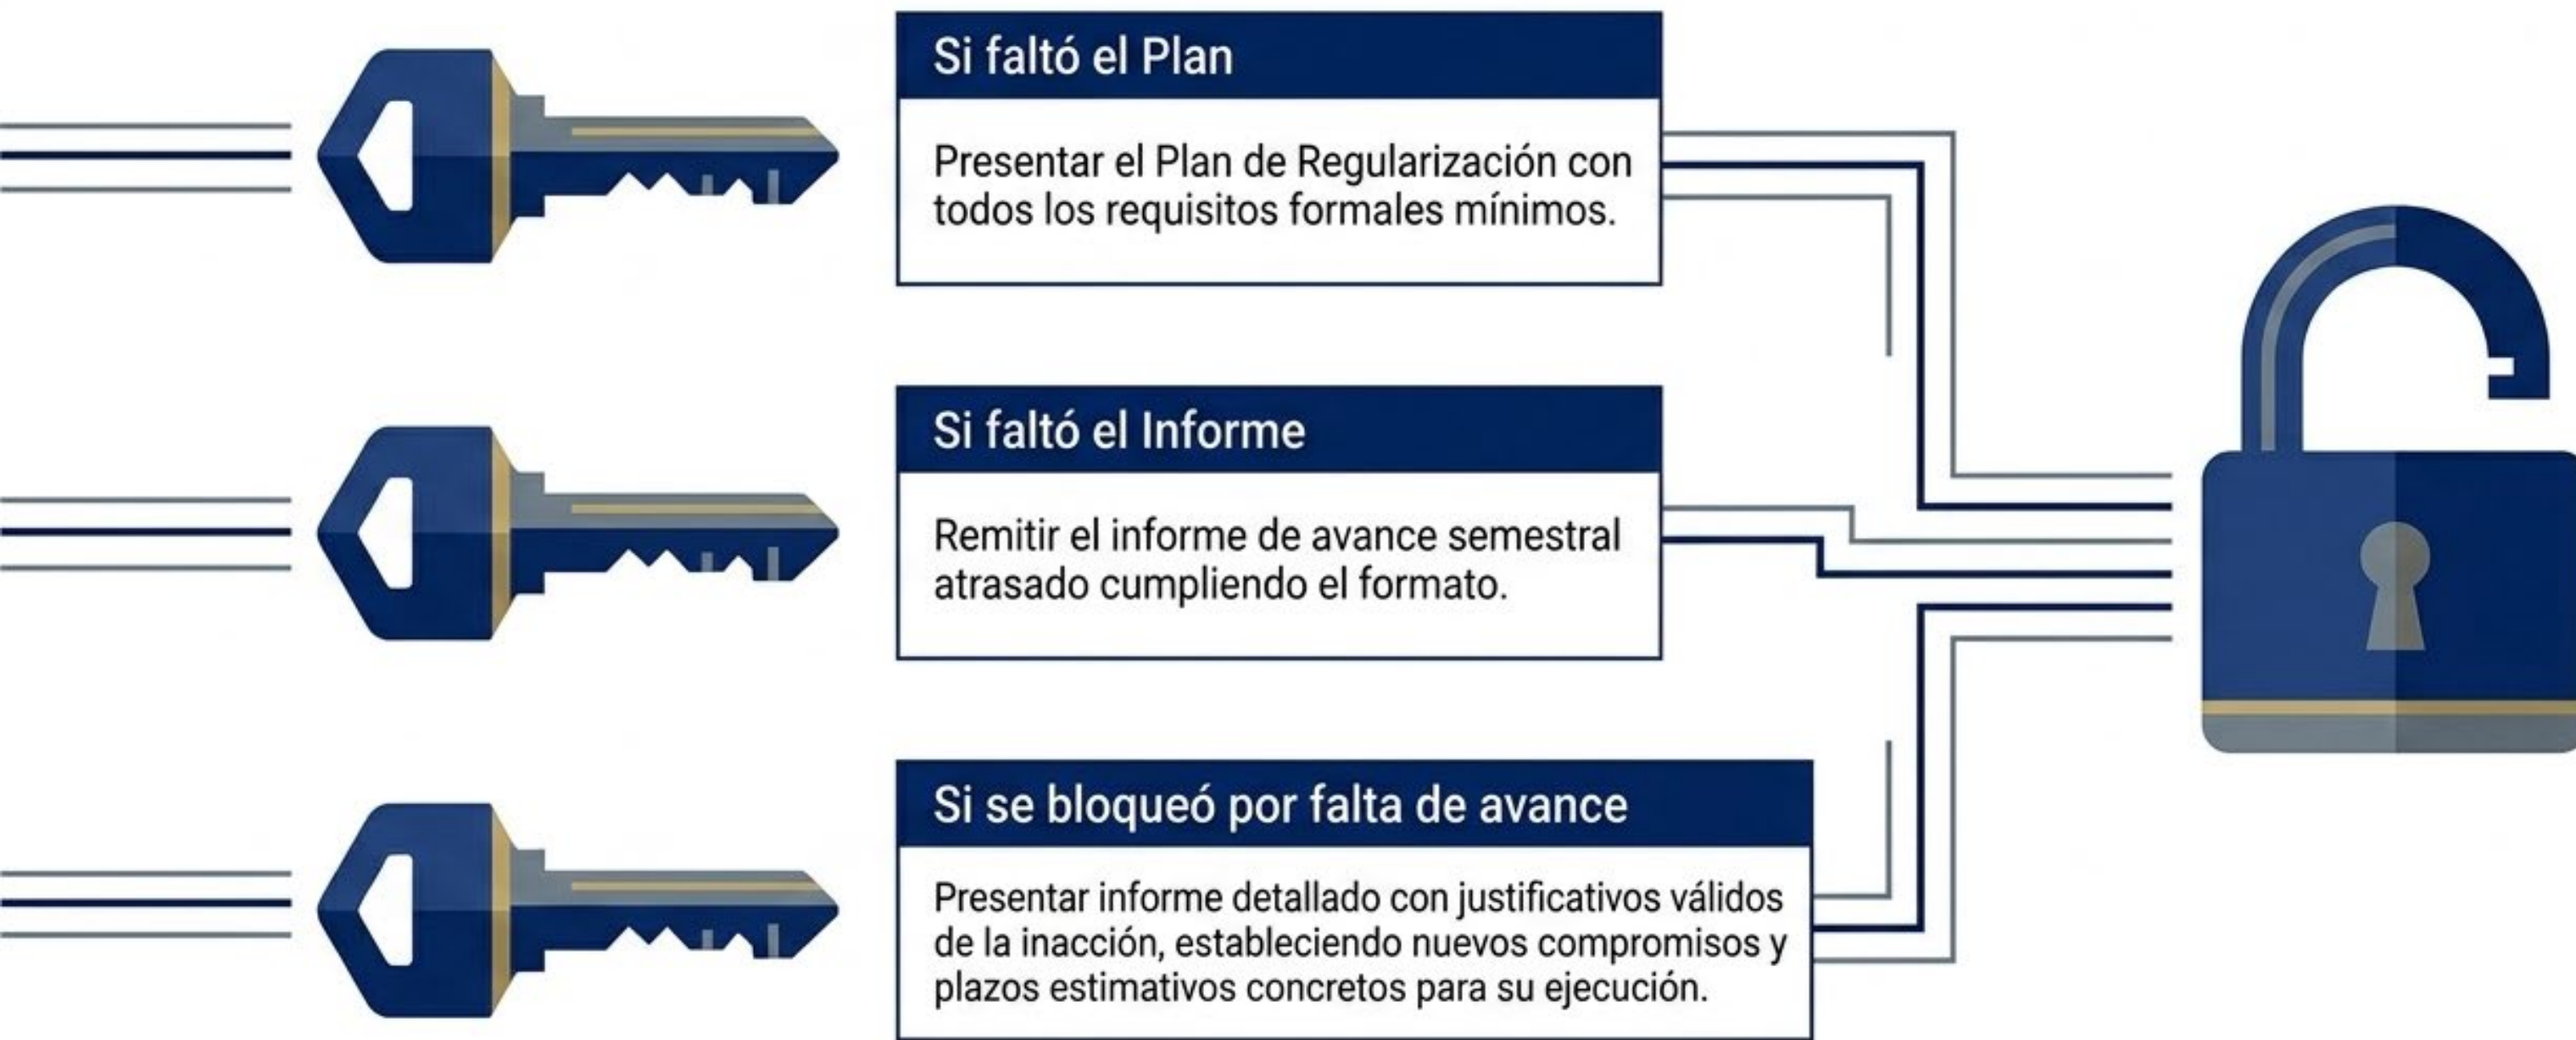 Si faltó el Plan
Presentar el Plan de Regularización con
todos los requisitos formales mínimos.
Si faltó el Informe
Remitir el informe de avance semestral
atrasado cumpliendo el formato.
Si se bloqueó por falta de avance
Presentar informe detallado con justificativos válidos
de la inacción, estableciendo nuevos compromisos y
plazos estimativos concretos para su ejecución.